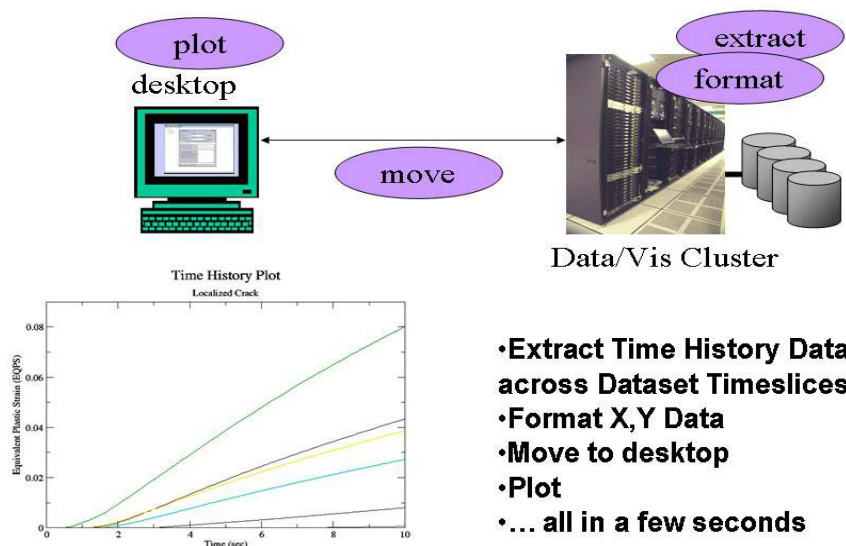 plot
extract
format
desktop
move
Data/Vis Cluster
Time History Plot
Localized Crack
0.08
0.06
0.04
0.02
0
Equivalent Plastic Strain (EQPS)
0 2 4 6 8 10
Time (sec)
•Extract Time History Data
across Dataset Timeslices
•Format X,Y Data
•Move to desktop
•Plot
•… all in a few seconds